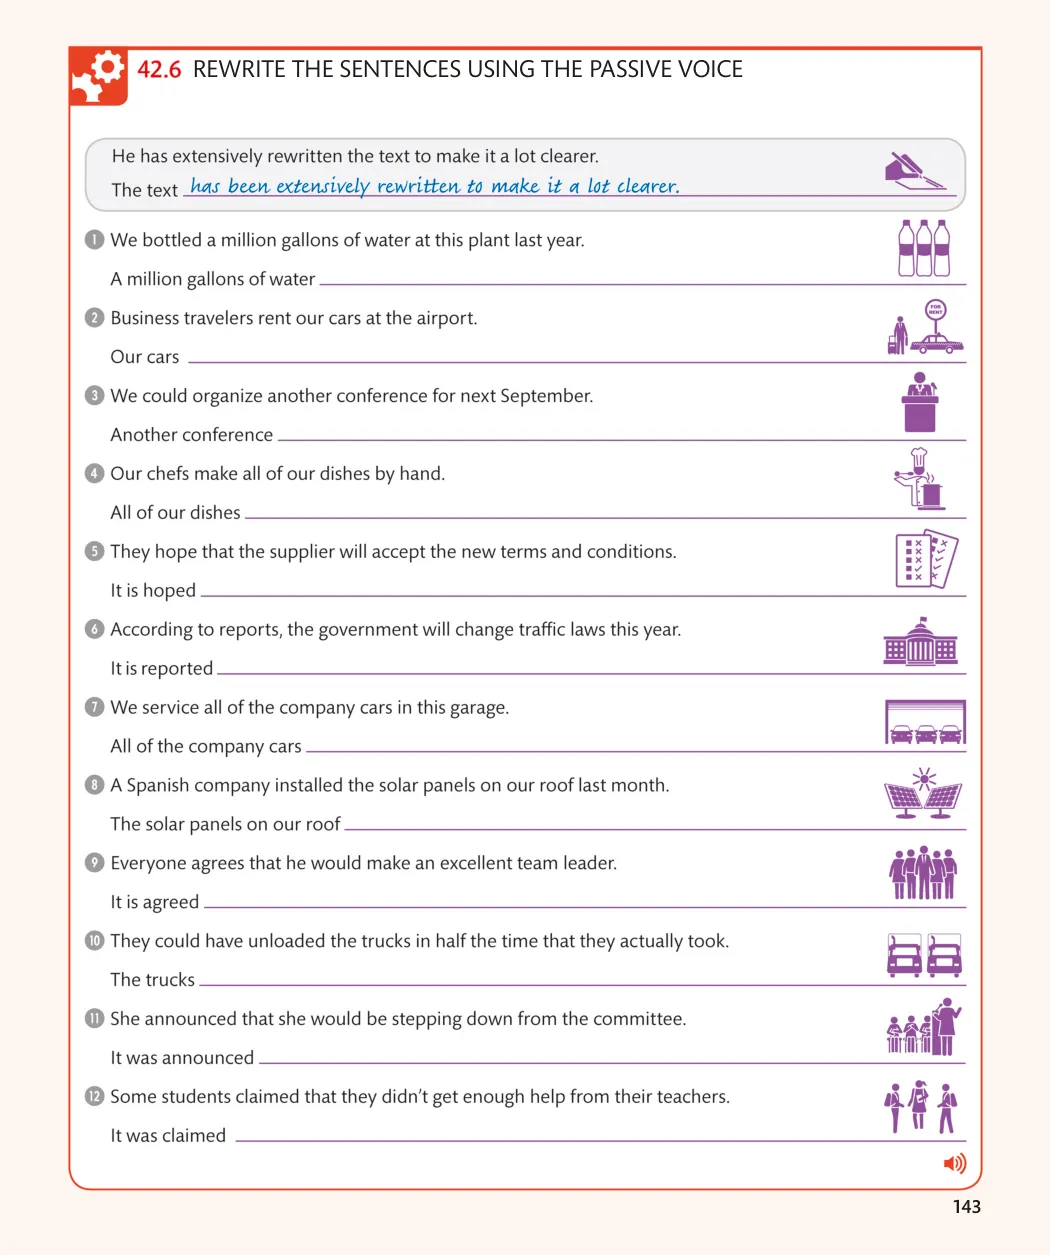 42.6 REWRITE THE SENTENCES USING THE PASSIVE VOICE
He has extensively rewritten the text to make it a lot clearer.
The text has been extensively rewritten to make it a lot clearer.
1 We bottled a million gallons of water at this plant last year.
A million gallons of water
FOR
RENT
2 Business travelers rent our cars at the airport.
Our cars
3 We could organize another conference for next September.
Another conference
4 Our chefs make all of our dishes by hand.
All of our dishes
5 They hope that the supplier will accept the new terms and conditions.
It is hoped
6 According to reports, the government will change traffic laws this year.
It is reported
7 We service all of the company cars in this garage.
All of the company cars
8 A Spanish company installed the solar panels on our roof last month.
The solar panels on our roof
9 Everyone agrees that he would make an excellent team leader.
It is agreed
10 They could have unloaded the trucks in half the time that they actually took.
The trucks
11 She announced that she would be stepping down from the committee.
It was announced
12 Some students claimed that they didn't get enough help from their teachers.
It was claimed
143